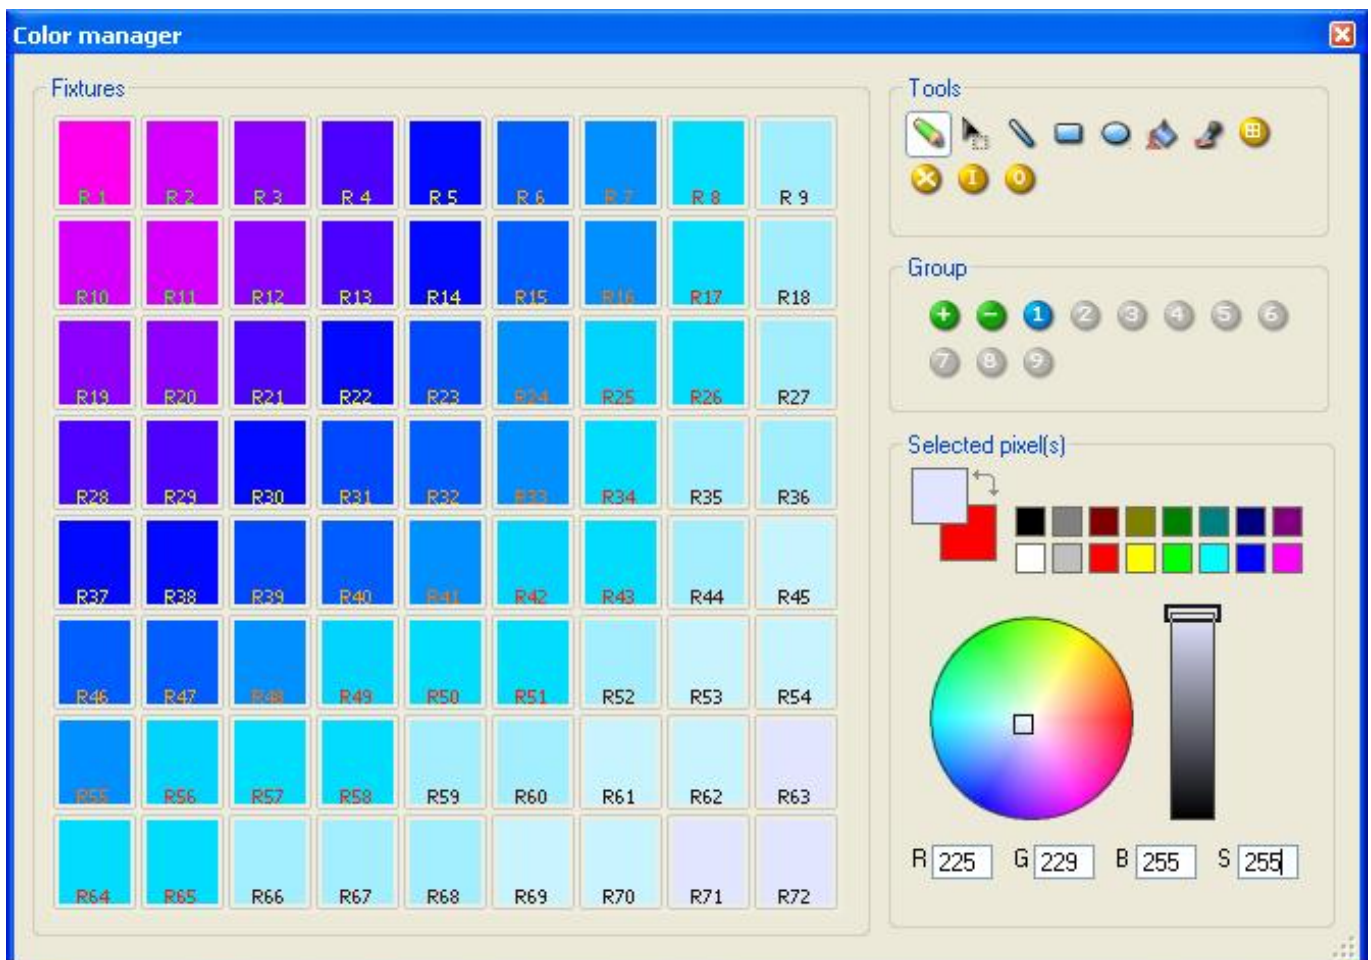 Color manager
Fixtures
R 1 R 2 R 3 R 4 R 5 R 6 R 7 R 8 R 9
R10 R11 R12 R13 R14 R15 R16 R17 R18
R19 R20 R21 R22 R23 R24 R25 R26 R27
R28 R29 R30 R31 R32 R33 R34 R35 R36
R37 R38 R39 R40 R41 R42 R43 R44 R45
R46 R47 R48 R49 R50 R51 R52 R53 R54
R55 R56 R57 R58 R59 R60 R61 R62 R63
R64 R65 R66 R67 R68 R69 R70 R71 R72
Tools
X I O
Group
+ − 1 2 3 4 5 6
7 8 9
Selected pixel(s)
R 225 G 229 B 255 S 255